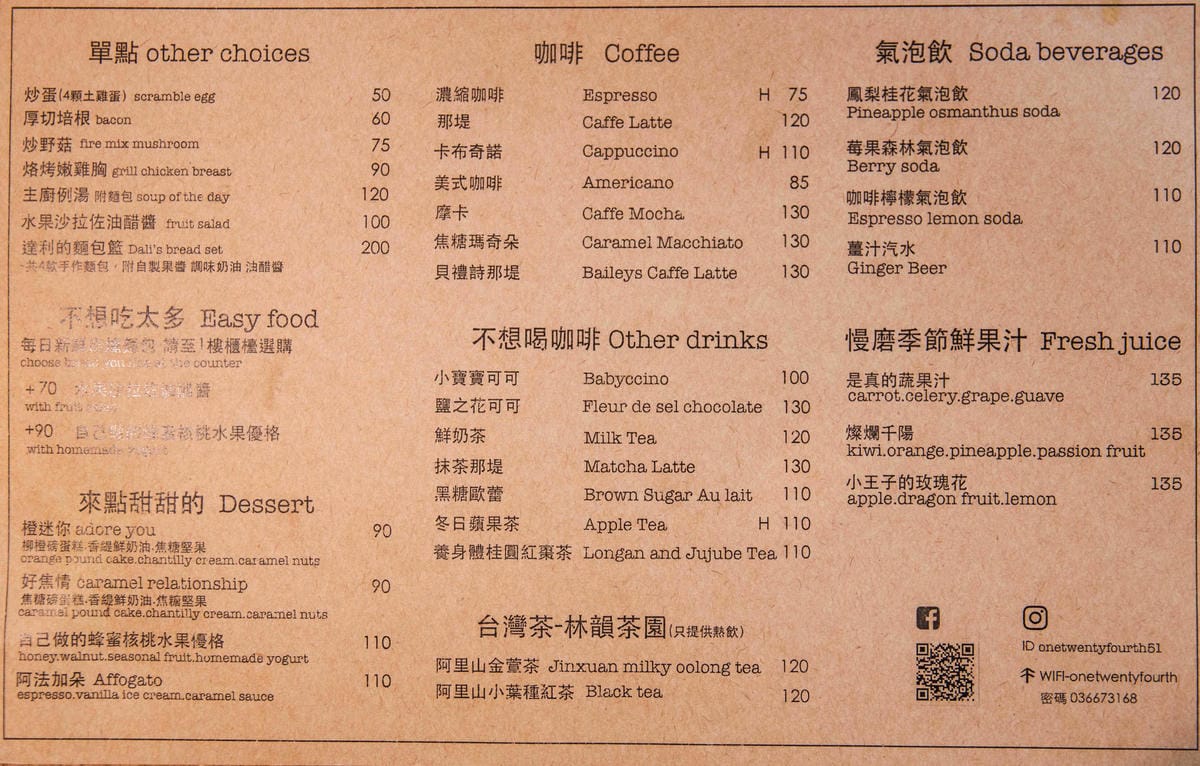 單點 other choices
炒蛋(4顆土雞蛋) scramble egg 50
厚切培根 bacon 60
炒野菇 fire mix mushroom 75
烙烤嫩雞胸 grill chicken breast 90
主廚例湯 附麵包 soup of the day 120
水果沙拉佐油醋醬 fruit salad 100
達利的麵包籃 Dali's bread set 200
-共4款手作麵包，附自製果醬 調味奶油 油醋醬
不想吃太多 Easy food
每日新鮮 麵包 請至1樓櫃檯選購
choose you like at the counter
+70 醬
with fruit
+90 自己 核桃水果優格
with homemade yogurt
來點甜甜的 Dessert
橙迷你 adore you 90
柳橙磅蛋糕.香緹鮮奶油.焦糖堅果
orange pound cake.chantilly cream.caramel nuts
好焦情 caramel relationship 90
焦糖磅蛋糕.香緹鮮奶油.焦糖堅果
caramel pound cake.chantilly cream.caramel nuts
自己做的蜂蜜核桃水果優格 110
honey.walnut.seasonal fruit.homemade yogurt
阿法加朵 Affogato 110
espresso.vanilla ice cream.caramel sauce
咖啡 Coffee
濃縮咖啡 Espresso H 75
那堤 Caffe Latte 120
卡布奇諾 Cappuccino H 110
美式咖啡 Americano 85
摩卡 Caffe Mocha 130
焦糖瑪奇朵 Caramel Macchiato 130
貝禮詩那堤 Baileys Caffe Latte 130
不想喝咖啡 Other drinks
小寶寶可可 Babyccino 100
鹽之花可可 Fleur de sel chocolate 130
鮮奶茶 Milk Tea 120
抹茶那堤 Matcha Latte 130
黑糖歐蕾 Brown Sugar Au lait 110
冬日蘋果茶 Apple Tea H 110
養身體桂圓紅棗茶 Longan and Jujube Tea 110
台灣茶-林韻茶園(只提供熱飲)
阿里山金萱茶 Jinxuan milky oolong tea 120
阿里山小葉種紅茶 Black tea 120
氣泡飲 Soda beverages
鳳梨桂花氣泡飲 120
Pineapple osmanthus soda
莓果森林氣泡飲 120
Berry soda
咖啡檸檬氣泡飲 110
Espresso lemon soda
薑汁汽水 110
Ginger Beer
慢磨季節鮮果汁 Fresh juice
是真的蔬果汁 135
carrot.celery.grape.guave
燦爛千陽 135
kiwi.orange.pineapple.passion fruit
小王子的玫瑰花 135
apple.dragon fruit.lemon
ID onetwentyfourth51
WIFI-onetwentyfourth
密碼 036673168